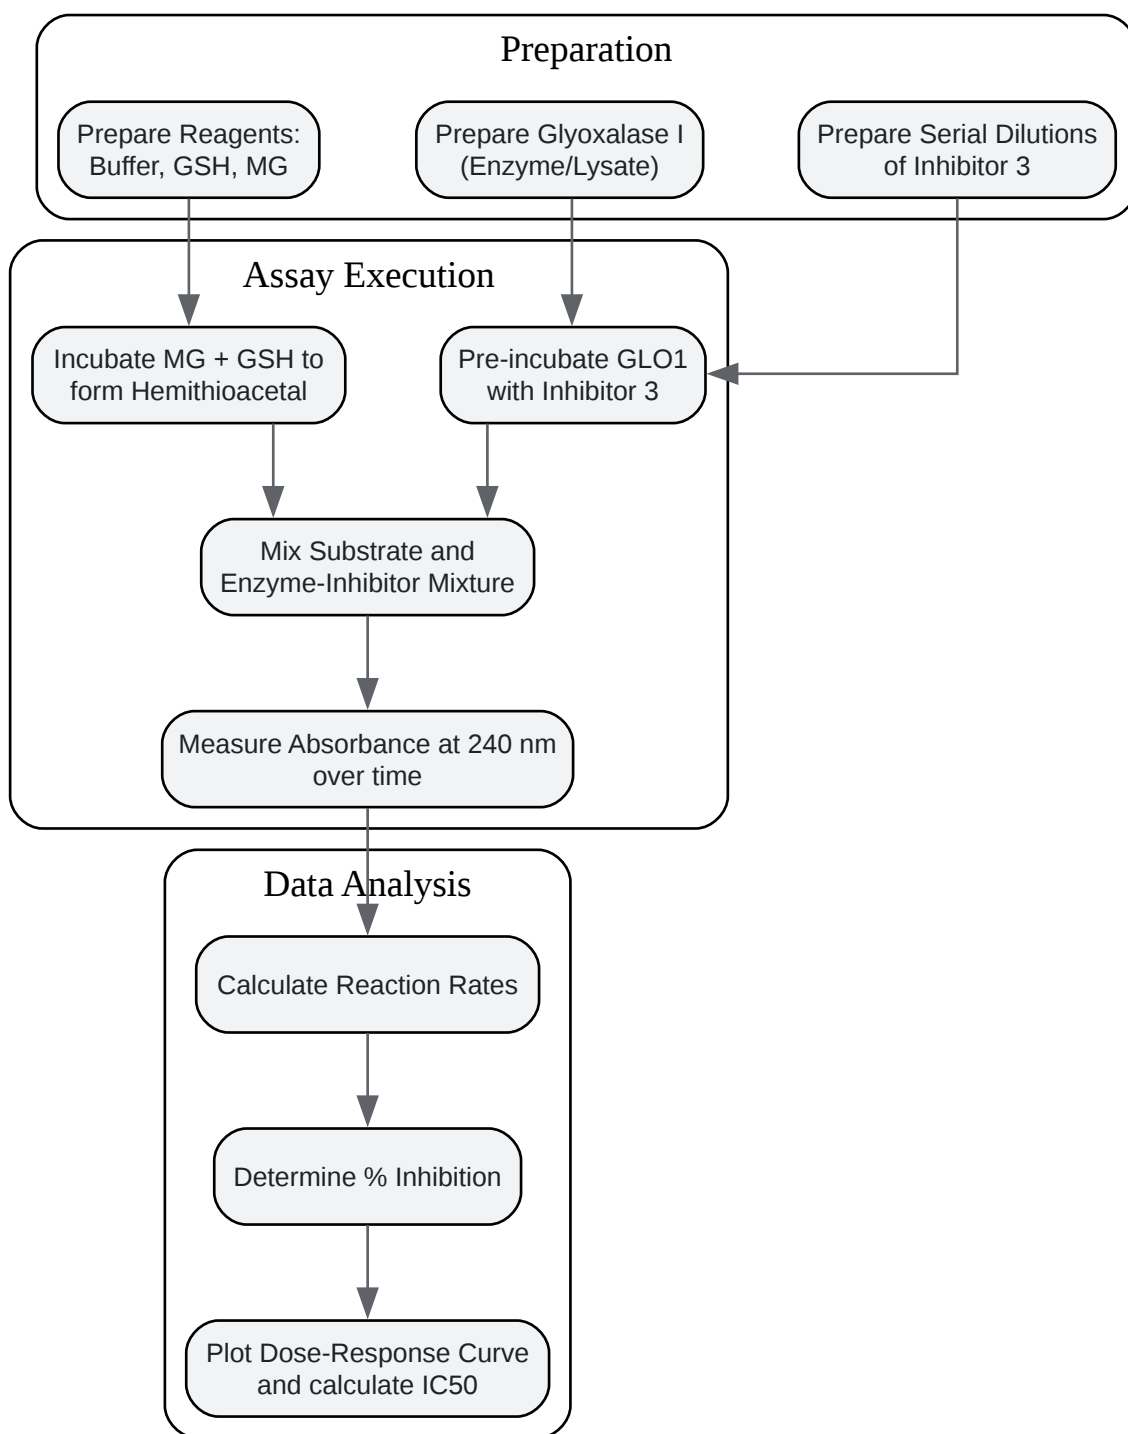 Preparation
Prepare Reagents:
Buffer, GSH, MG
Prepare Glyoxalase I
(Enzyme/Lysate)
Prepare Serial Dilutions
of Inhibitor 3
Assay Execution
Incubate MG + GSH to
form Hemithioacetal
Pre-incubate GLO1
with Inhibitor 3
Mix Substrate and
Enzyme-Inhibitor Mixture
Measure Absorbance at 240 nm
over time
Data Analysis
Calculate Reaction Rates
Determine % Inhibition
Plot Dose-Response Curve
and calculate IC50